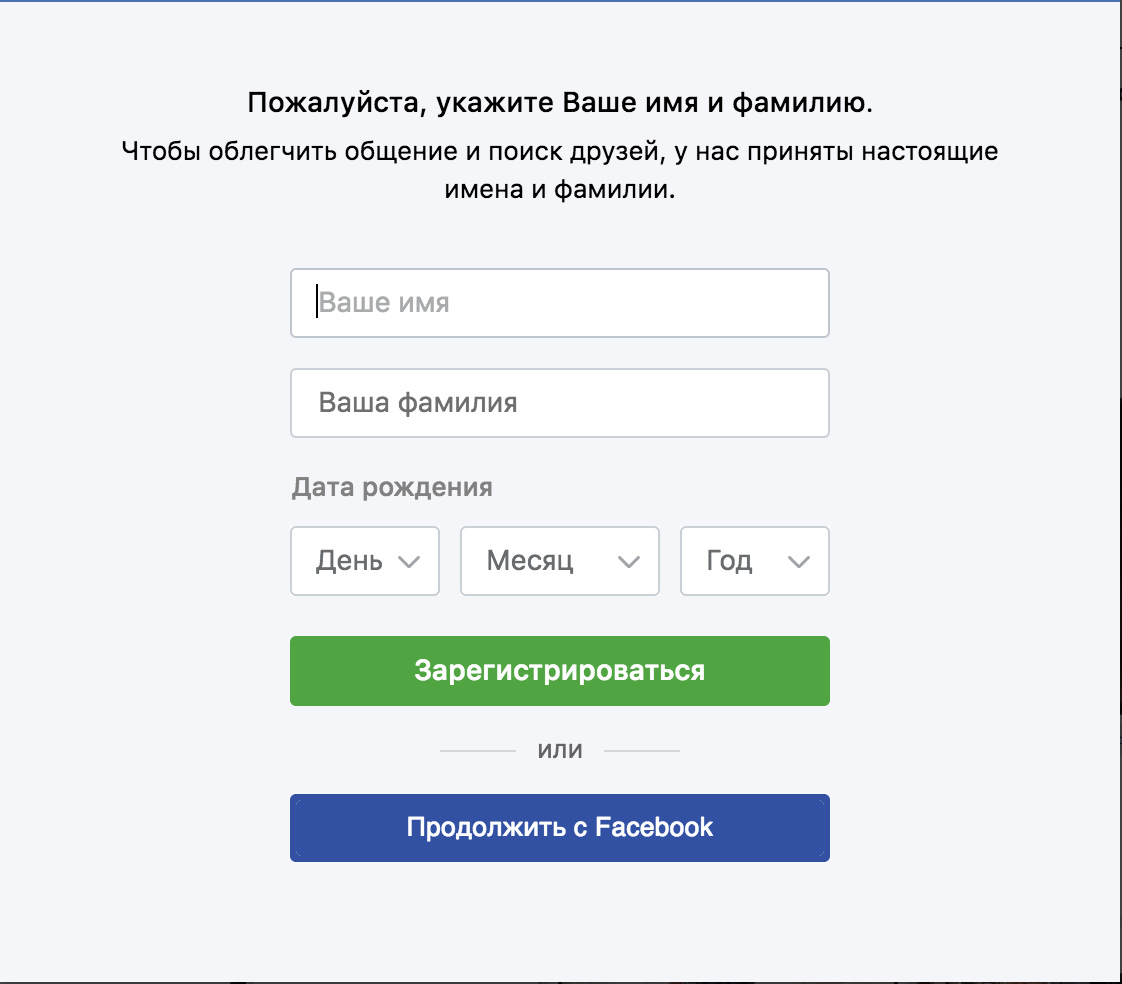 Пожалуйста, укажите Ваше имя и фамилию.
Чтобы облегчить общение и поиск друзей, у нас приняты настоящие
имена и фамилии.
Ваше имя
Ваша фамилия
Дата рождения
День Месяц Год
Зарегистрироваться
или
Продолжить с Facebook